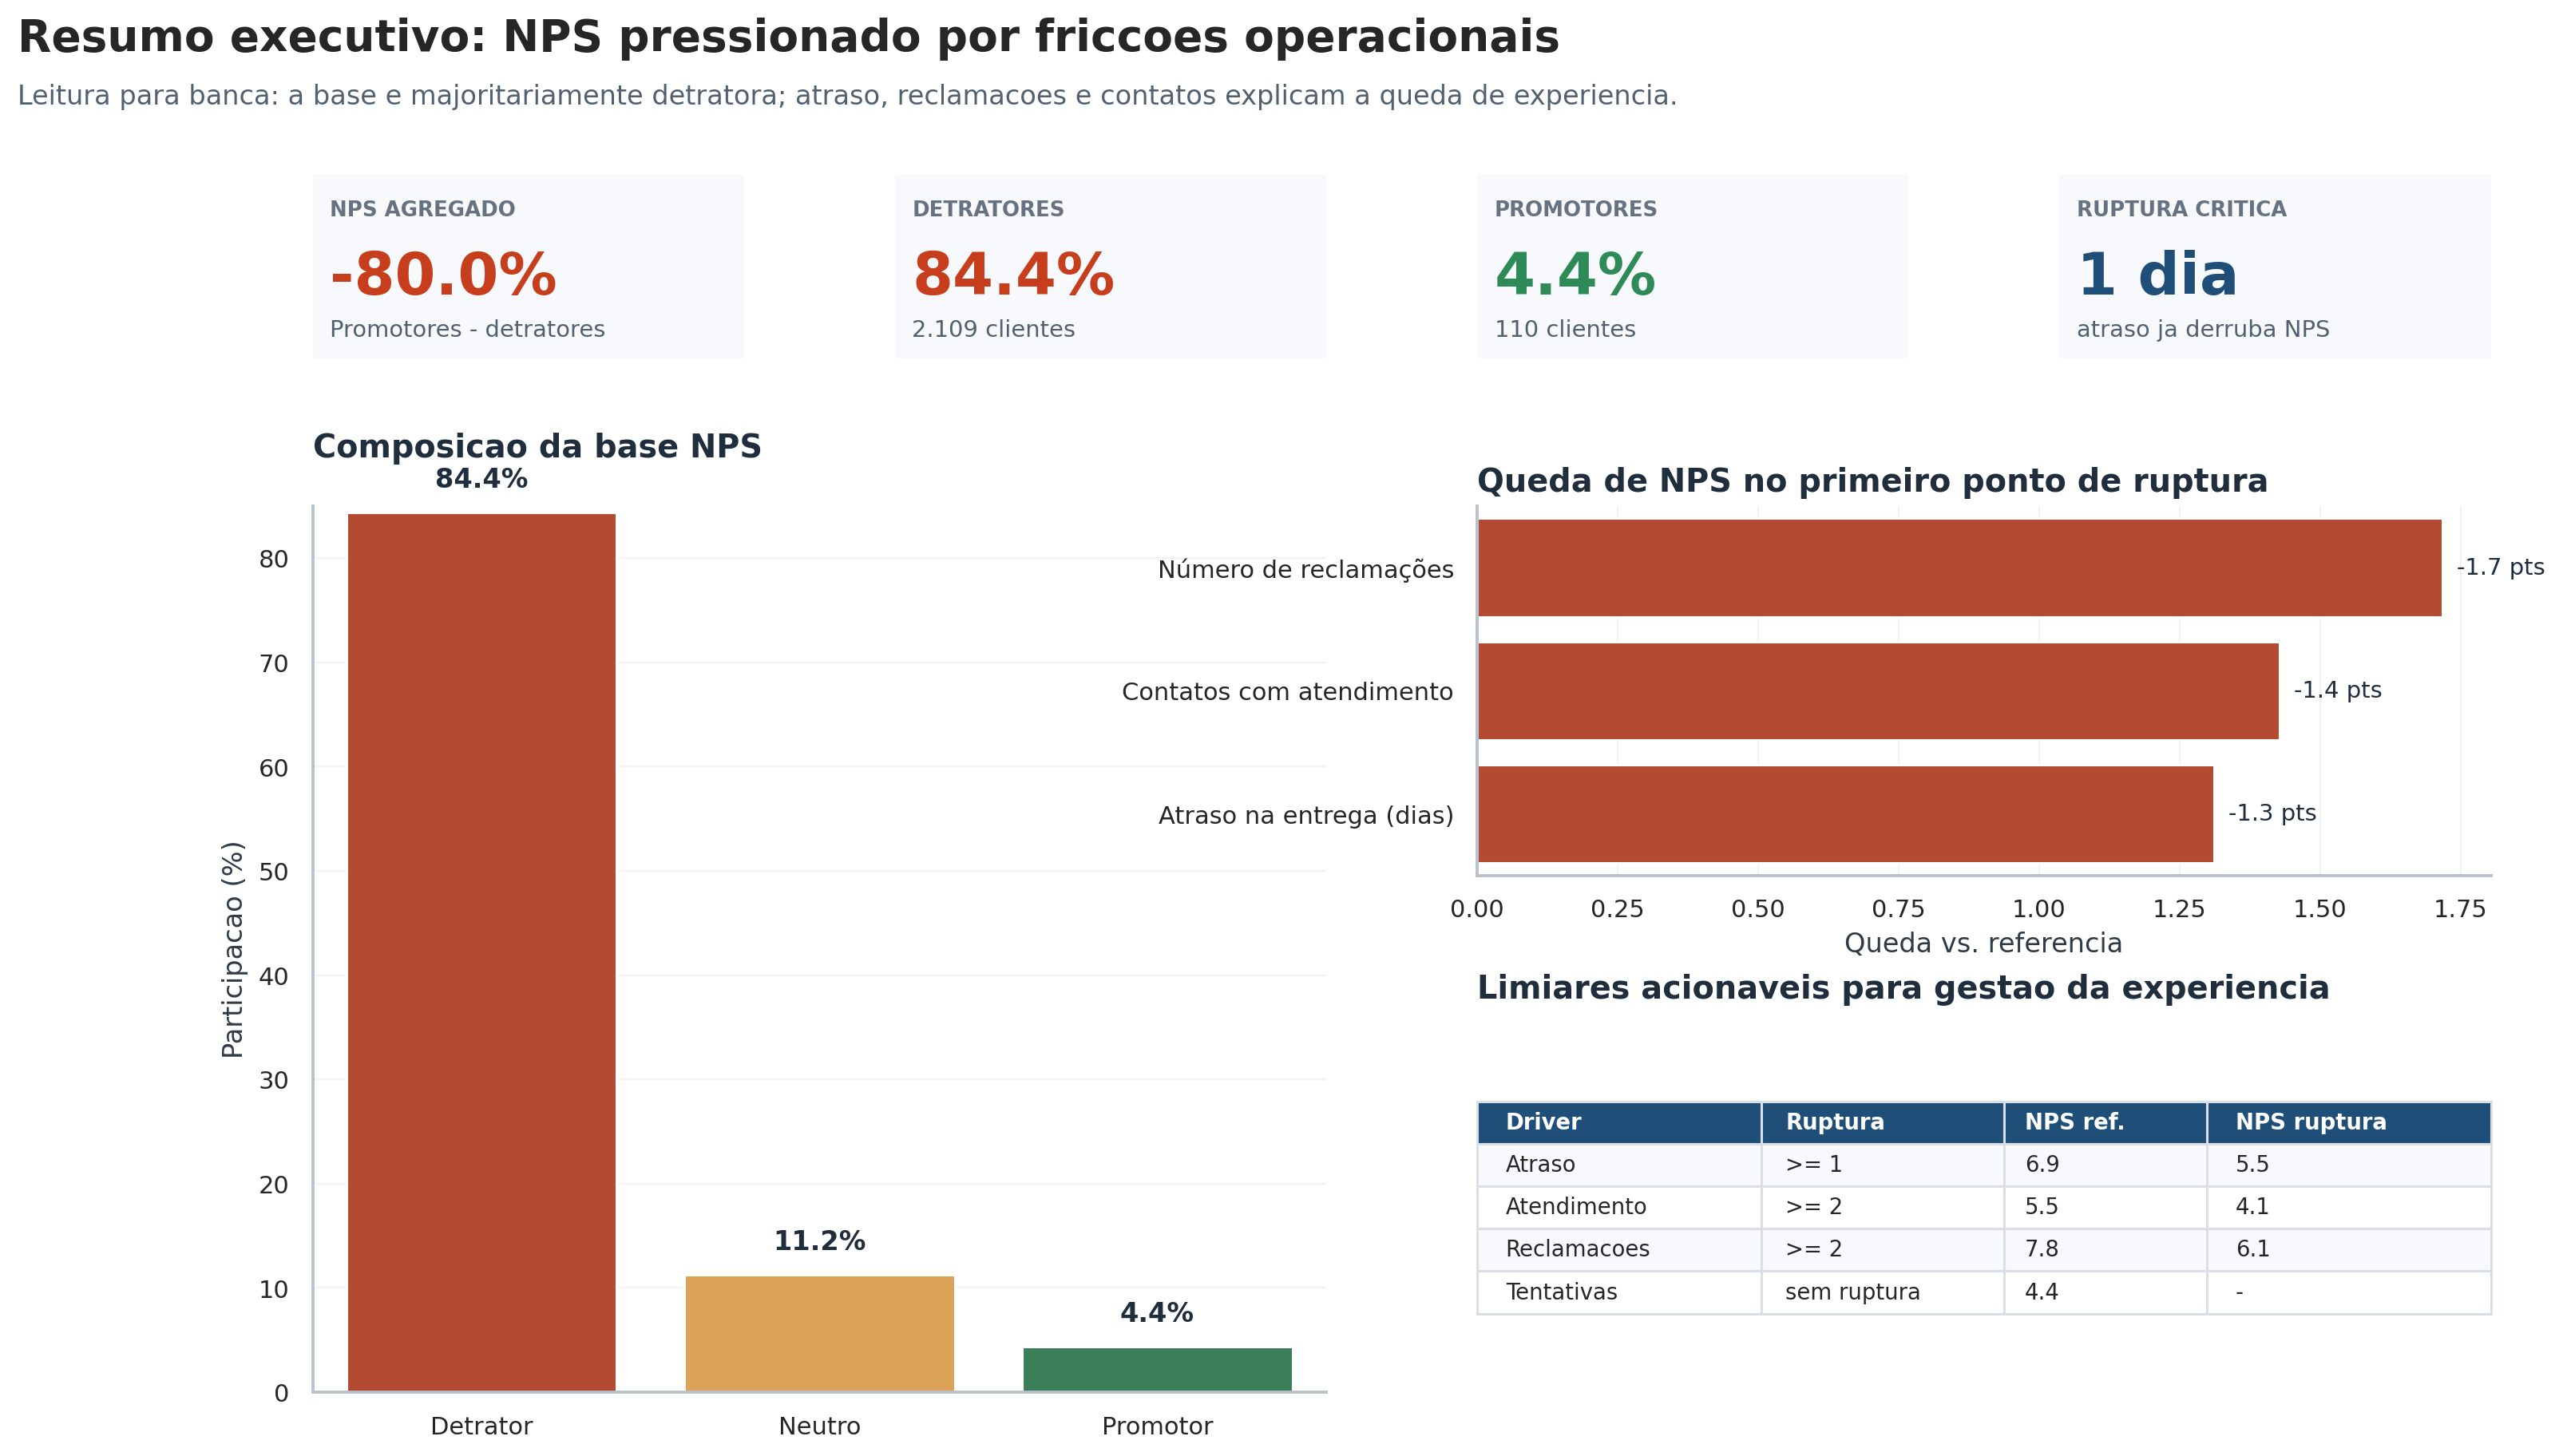 Resumo executivo: NPS pressionado por friccoes operacionais
Leitura para banca: a base e majoritariamente detratora; atraso, reclamacoes e contatos explicam a queda de experiencia.
NPS AGREGADO
-80.0%
Promotores - detratores
DETRATORES
84.4%
2.109 clientes
PROMOTORES
4.4%
110 clientes
RUPTURA CRITICA
1 dia
atraso ja derruba NPS
Composicao da base NPS
84.4%
11.2%
4.4%
Participacao (%)
80
70
60
50
40
30
20
10
0
Detrator Neutro Promotor
Queda de NPS no primeiro ponto de ruptura
Número de reclamações -1.7 pts
Contatos com atendimento -1.4 pts
Atraso na entrega (dias) -1.3 pts
0.00 0.25 0.50 0.75 1.00 1.25 1.50 1.75
Queda vs. referencia
Limiares acionaveis para gestao da experiencia
Driver Ruptura NPS ref. NPS ruptura
Atraso >= 1 6.9 5.5
Atendimento >= 2 5.5 4.1
Reclamacoes >= 2 7.8 6.1
Tentativas sem ruptura 4.4 -